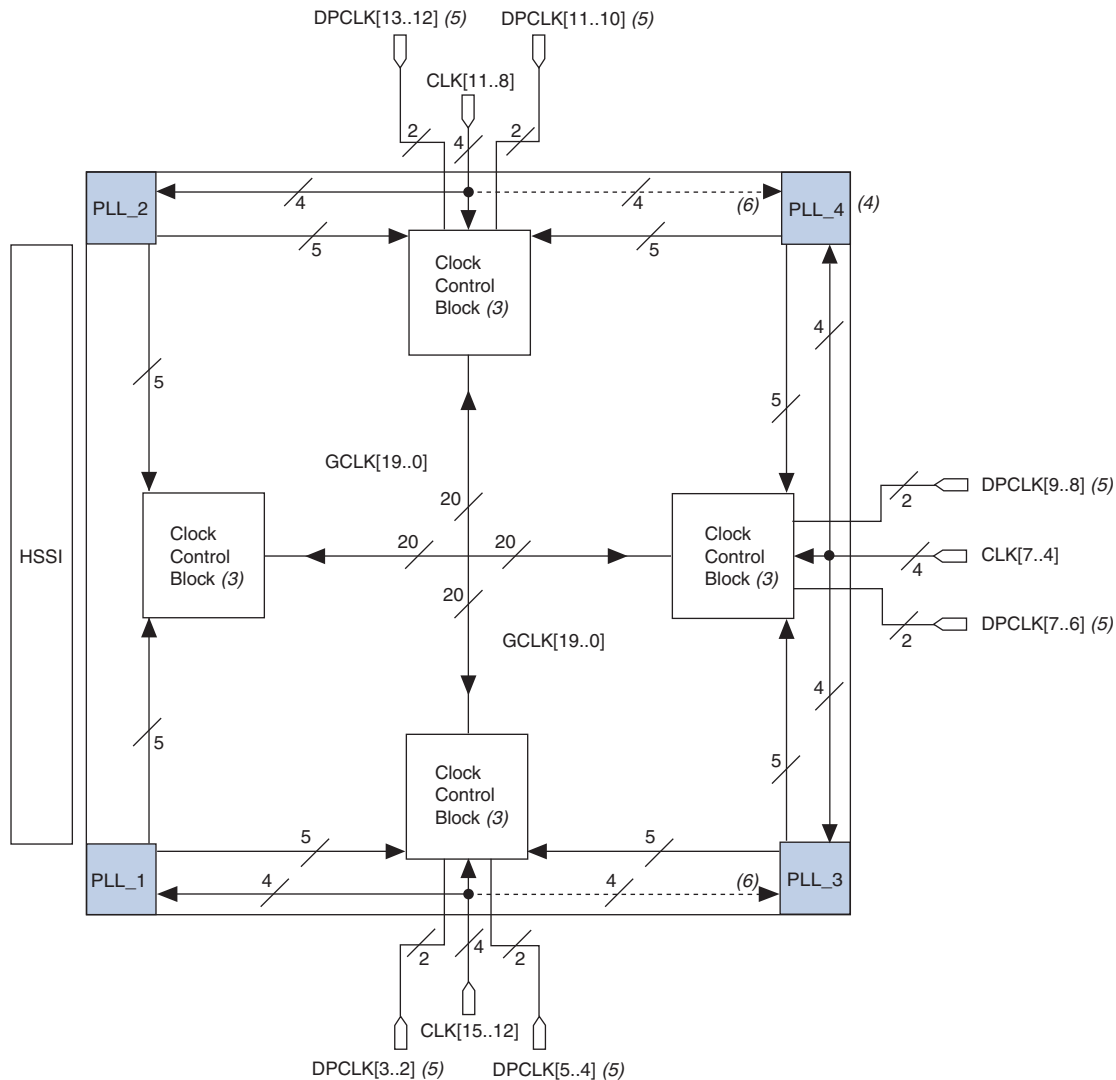 DPCLK[13..12] (5)
DPCLK[11..10] (5)
CLK[11..8]
2
4
2
PLL_2
4
4
(6)
PLL_4
(4)
5
5
Clock
Control
Block (3)
4
5
5
GCLK[19..0]
20
DPCLK[9..8] (5)
2
HSSI
Clock
Control
Block (3)
20
20
Clock
Control
Block (3)
4
CLK[7..4]
20
DPCLK[7..6] (5)
2
GCLK[19..0]
4
5
5
Clock
Control
Block (3)
5
5
PLL_1
4
4
(6)
PLL_3
2
4
2
CLK[15..12]
DPCLK[3..2] (5)
DPCLK[5..4] (5)